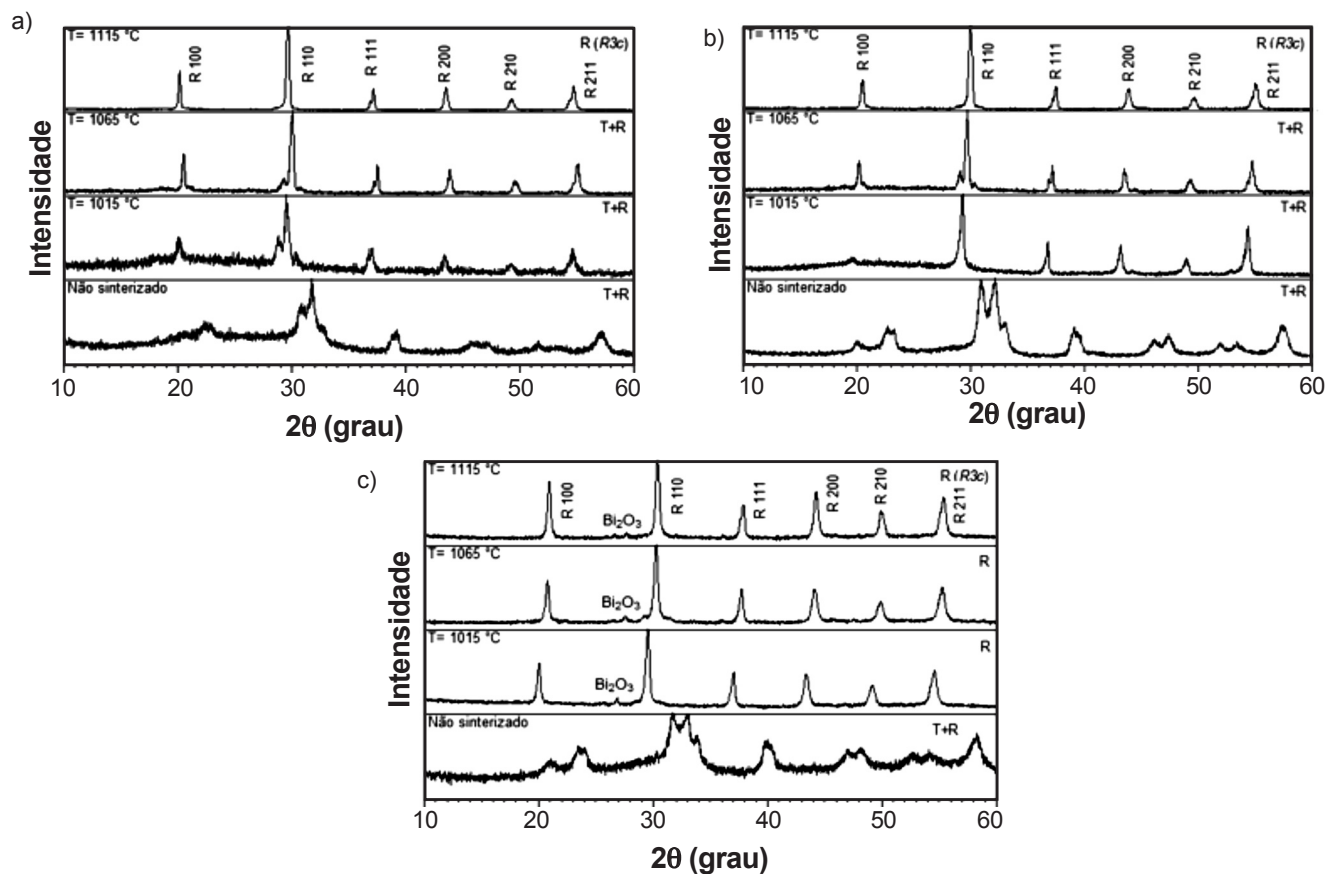 a)
Intensidade
T= 1115 °C
R 100
R 110
R 111
R 200
R 210
R 211
R (R3c)
T= 1065 °C
T+R
T= 1015 °C
T+R
Não sinterizado
T+R
10 20 30 40 50 60
2θ (grau)
b)
Intensidade
T= 1115 °C
R 100
R 110
R 111
R 200
R 210
R 211
R (R3c)
T= 1065 °C
T+R
T= 1015 °C
T+R
Não sinterizado
T+R
10 20 30 40 50 60
2θ (grau)
c)
Intensidade
T= 1115 °C
R 100
Bi₂O₃
R 110
R 111
R 200
R 210
R 211
R (R3c)
T= 1065 °C
Bi₂O₃
R
T= 1015 °C
Bi₂O₃
R
Não sinterizado
T+R
10 20 30 40 50 60
2θ (grau)